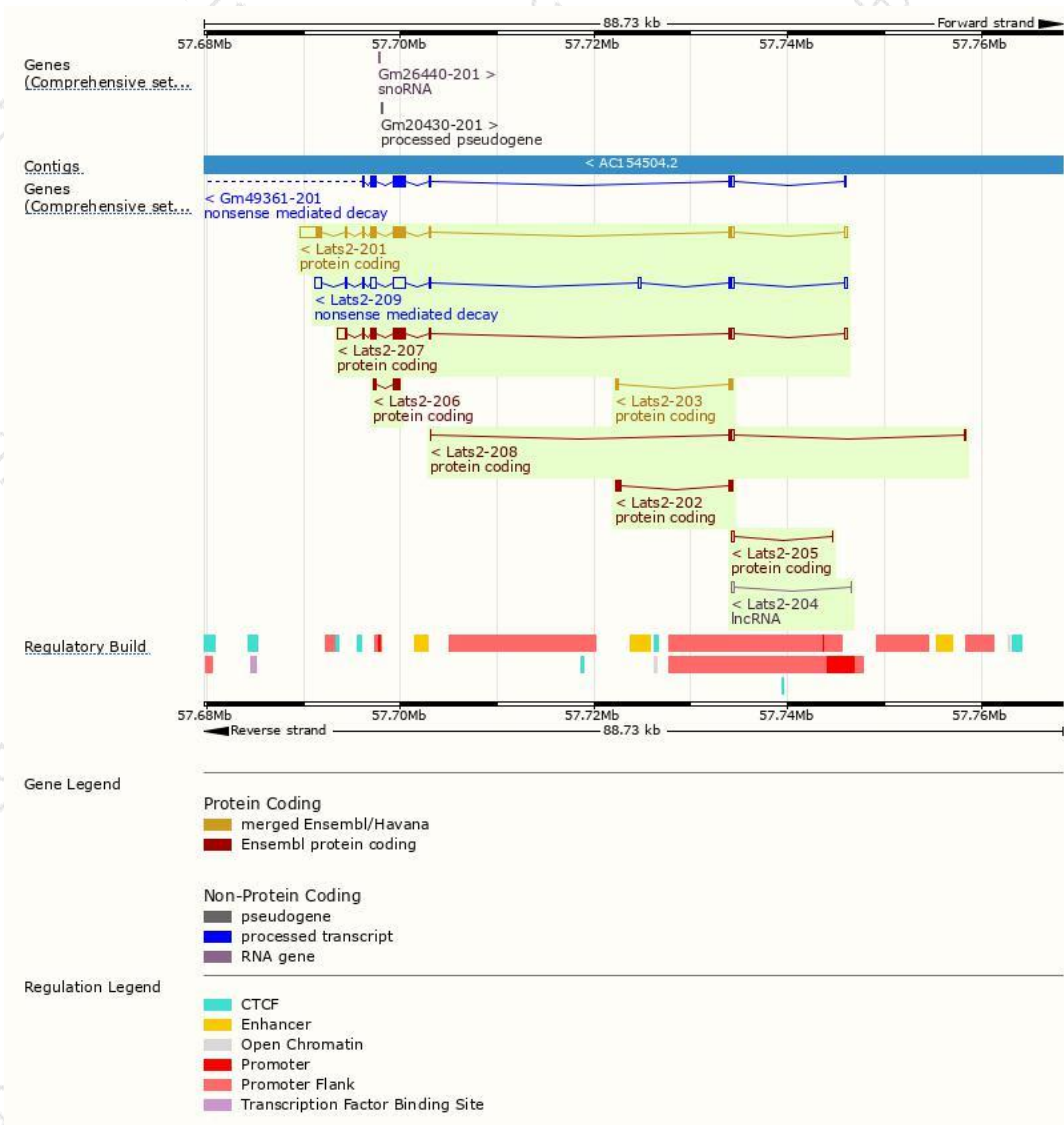 88.73 kb
Forward strand
57.68Mb 57.70Mb 57.72Mb 57.74Mb 57.76Mb
Genes
(Comprehensive set...
Gm26440-201 >
snoRNA
Gm20430-201 >
processed pseudogene
Contigs
< AC154504.2
Genes
(Comprehensive set...
< Gm49361-201
nonsense mediated decay
< Lats2-201
protein coding
< Lats2-209
nonsense mediated decay
< Lats2-207
protein coding
< Lats2-206
protein coding
< Lats2-203
protein coding
< Lats2-208
protein coding
< Lats2-202
protein coding
< Lats2-205
protein coding
< Lats2-204
lncRNA
Regulatory Build
57.68Mb 57.70Mb 57.72Mb 57.74Mb 57.76Mb
Reverse strand
88.73 kb
Gene Legend
Protein Coding
merged Ensembl/Havana
Ensembl protein coding
Non-Protein Coding
pseudogene
processed transcript
RNA gene
Regulation Legend
CTCF
Enhancer
Open Chromatin
Promoter
Promoter Flank
Transcription Factor Binding Site